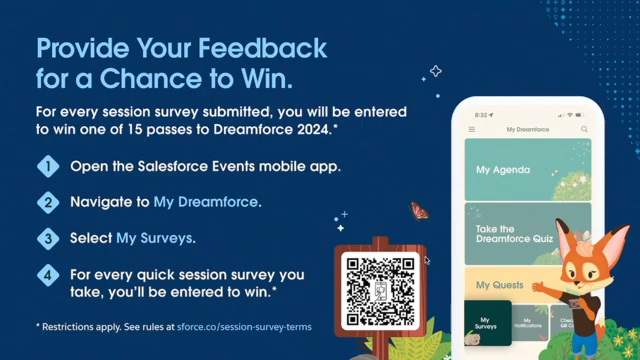 Provide Your Feedback
for a Chance to Win.
For every session survey submitted, you will be entered
to win one of 15 passes to Dreamforce 2024.*
1 Open the Salesforce Events mobile app.
2 Navigate to My Dreamforce.
3 Select My Surveys.
4 For every quick session survey you
take, you'll be entered to win.*
* Restrictions apply. See rules at sforce.co/session-survey-terms
8:32
My Dreamforce
My Agenda
Take the
Dreamforce Quiz
My Quests
My
Surveys
My
Notifications